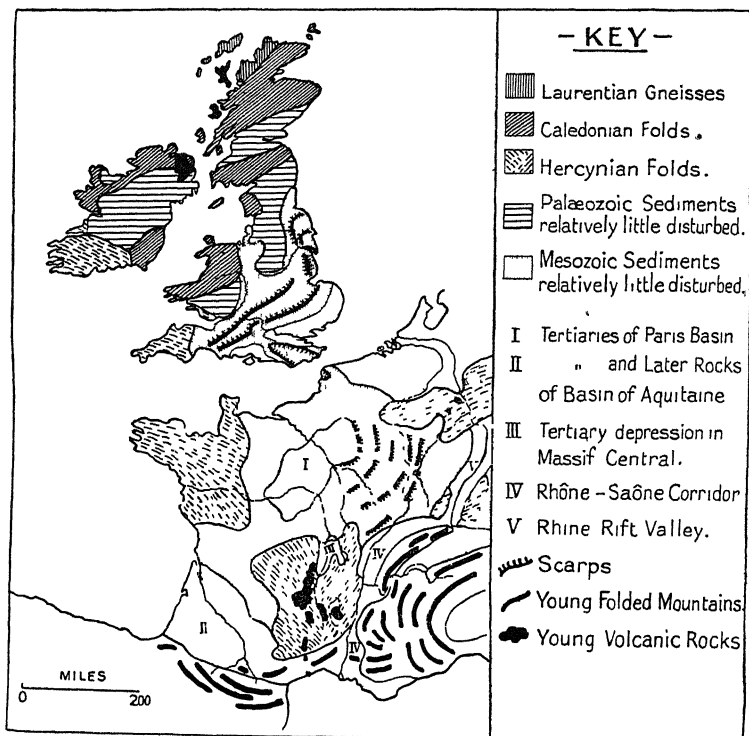 – KEY –
Laurentian Gneisses
Caledonian Folds.
Hercynian Folds.
Palæozoic Sediments
relatively little disturbed.
Mesozoic Sediments
relatively little disturbed.
I Tertiaries of Paris Basin
II " and Later Rocks
of Basin of Aquitaine
III Tertiary depression in
Massif Central.
IV Rhône – Saône Corridor
V Rhine Rift Valley.
Scarps
Young Folded Mountains
Young Volcanic Rocks
I
V
III
IV
II
IV
MILES
0 200